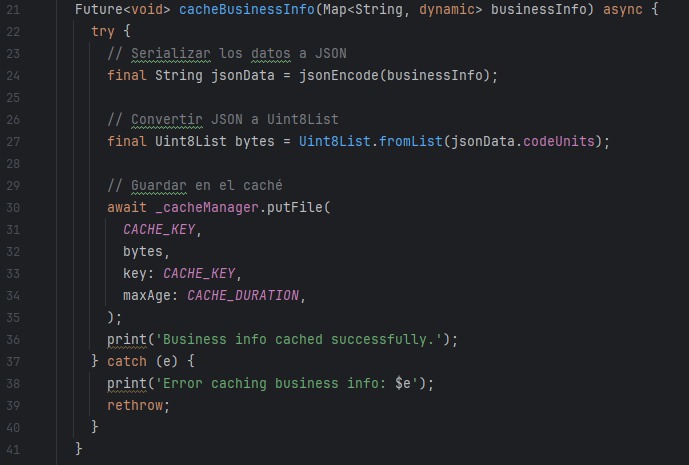 21 Future<void> cacheBusinessInfo(Map<String, dynamic> businessInfo) async {
22 try {
23 // Serializar los datos a JSON
24 final String jsonData = jsonEncode(businessInfo);
25
26 // Convertir JSON a Uint8List
27 final Uint8List bytes = Uint8List.fromList(jsonData.codeUnits);
28
29 // Guardar en el caché
30 await _cacheManager.putFile(
31 CACHE_KEY,
32 bytes,
33 key: CACHE_KEY,
34 maxAge: CACHE_DURATION,
35 );
36 print('Business info cached successfully.');
37 } catch (e) {
38 print('Error caching business info: $e');
39 rethrow;
40 }
41 }